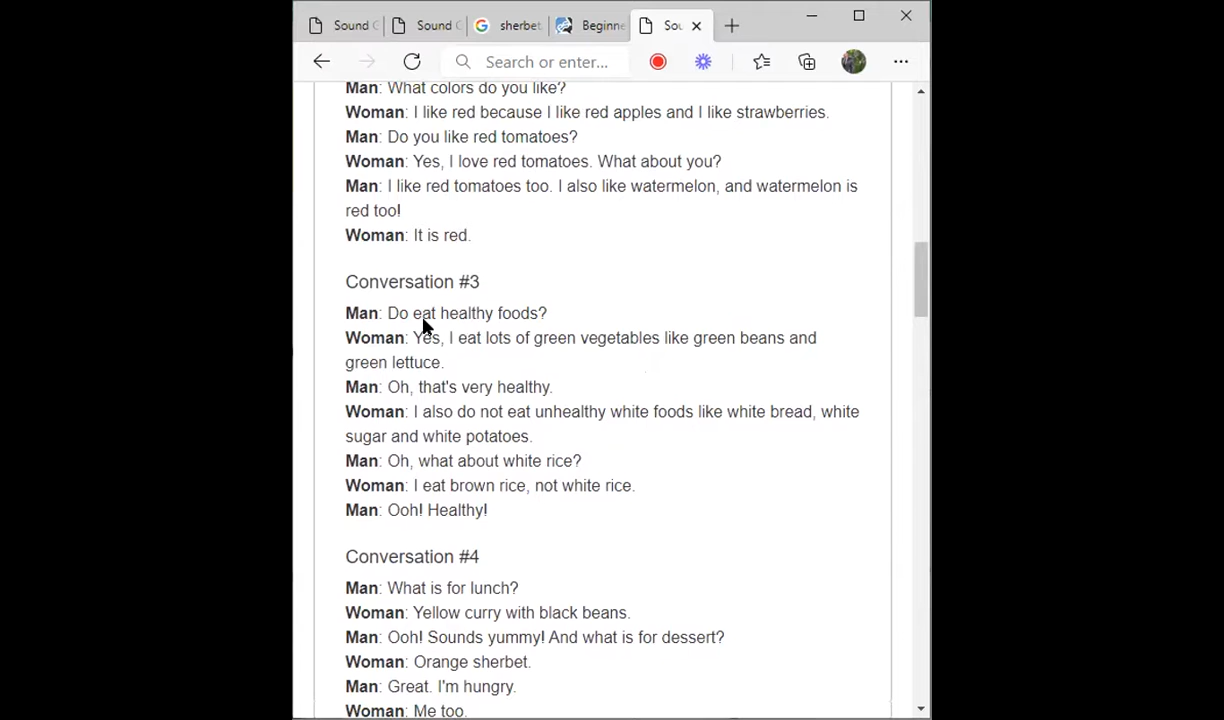 Sound G
Sound G
sherbet
Beginne
Sou
Search or enter...
Man: What colors do you like?
Woman: I like red because I like red apples and I like strawberries.
Man: Do you like red tomatoes?
Woman: Yes, I love red tomatoes. What about you?
Man: I like red tomatoes too. I also like watermelon, and watermelon is
red too!
Woman: It is red.
Conversation #3
Man: Do eat healthy foods?
Woman: Yes, I eat lots of green vegetables like green beans and
green lettuce.
Man: Oh, that's very healthy.
Woman: I also do not eat unhealthy white foods like white bread, white
sugar and white potatoes.
Man: Oh, what about white rice?
Woman: I eat brown rice, not white rice.
Man: Ooh! Healthy!
Conversation #4
Man: What is for lunch?
Woman: Yellow curry with black beans.
Man: Ooh! Sounds yummy! And what is for dessert?
Woman: Orange sherbet.
Man: Great. I'm hungry.
Woman: Me too.